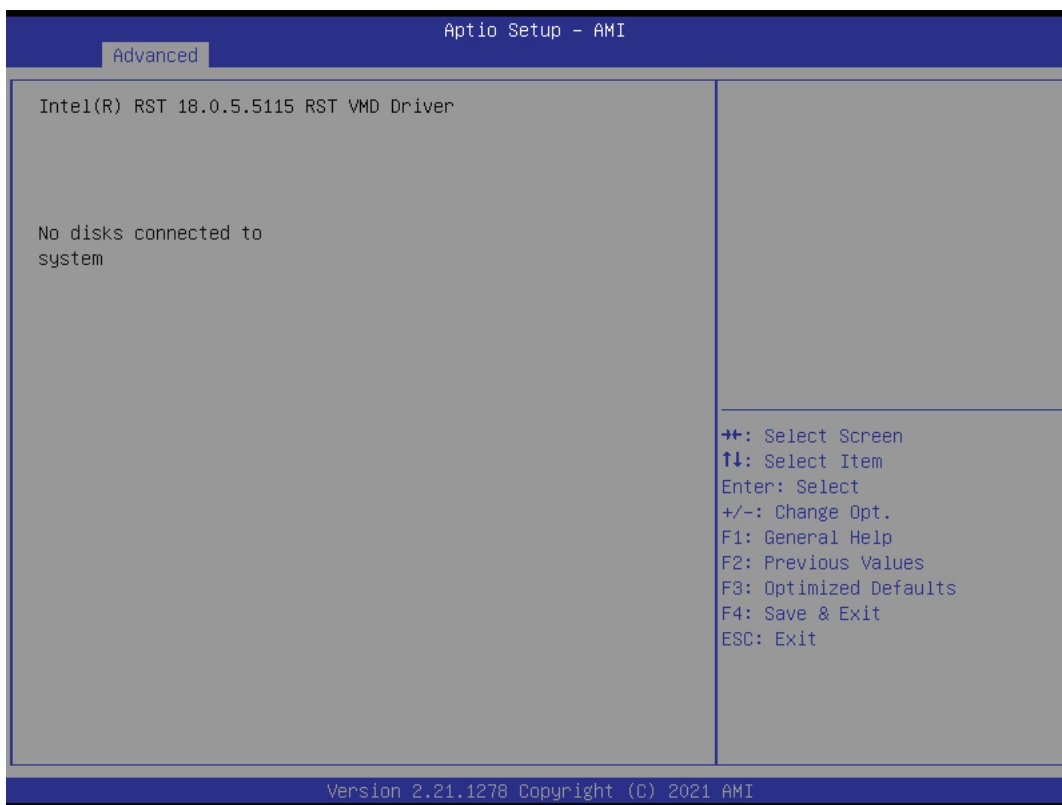 Aptio Setup – AMI
Advanced
Intel(R) RST 18.0.5.5115 RST VMD Driver
No disks connected to
system
→←: Select Screen
↑↓: Select Item
Enter: Select
+/-: Change Opt.
F1: General Help
F2: Previous Values
F3: Optimized Defaults
F4: Save & Exit
ESC: Exit
Version 2.21.1278 Copyright (C) 2021 AMI